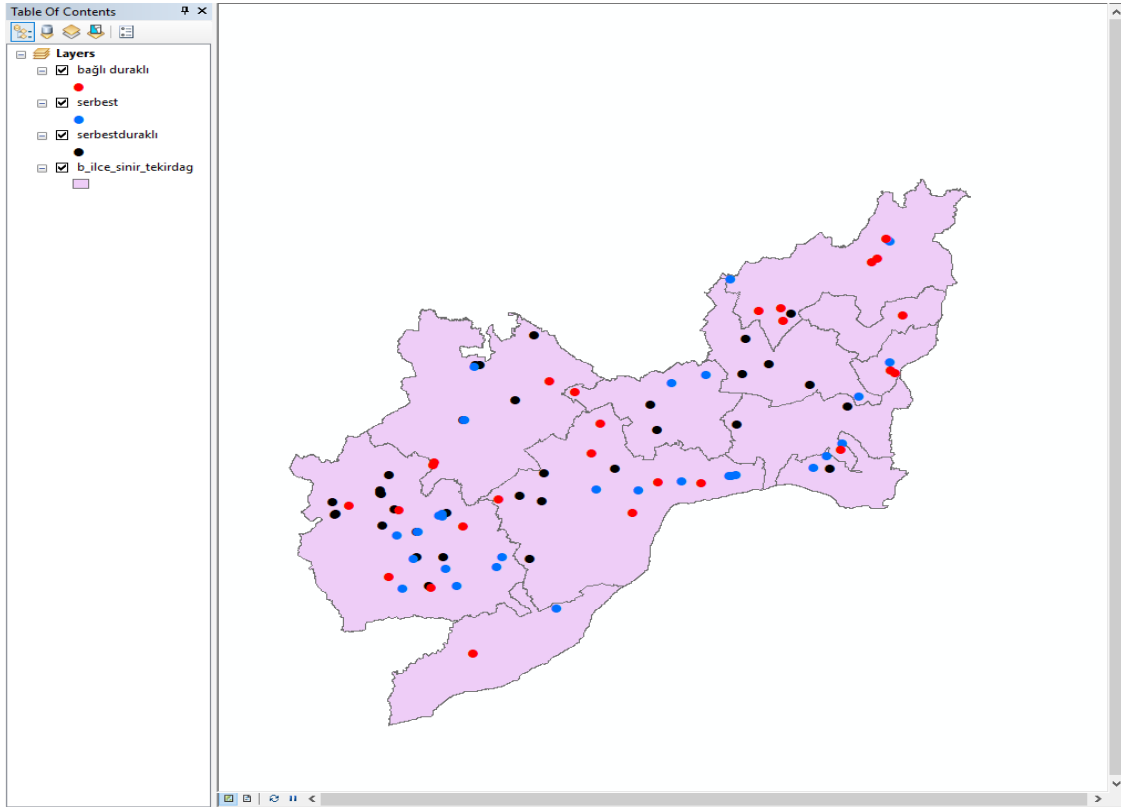 Table Of Contents
Layers
bağlı duraklı
serbest
serbestduraklı
b_ilce_sinir_tekirdag